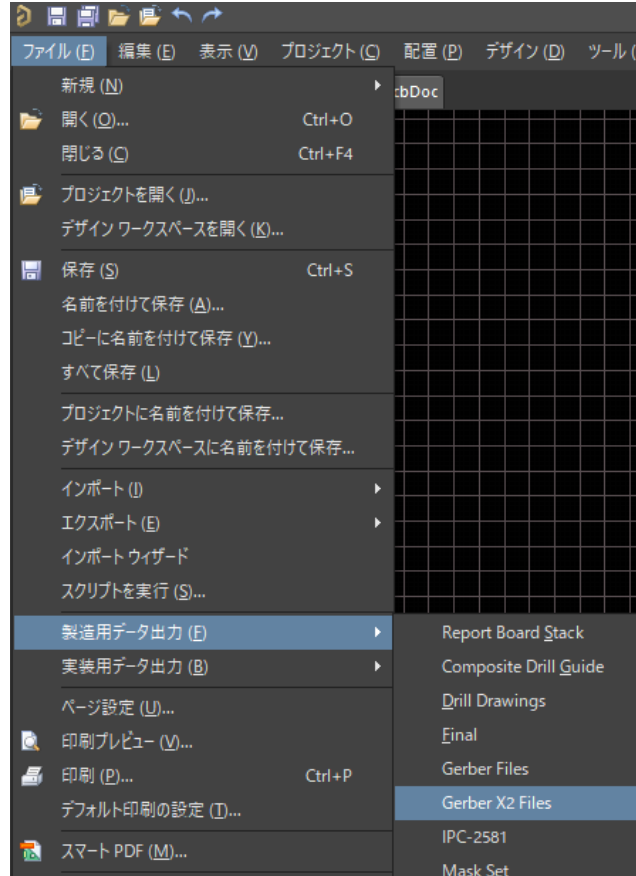 ファイル (F) 編集 (E) 表示 (V) プロジェクト (C) 配置 (P) デザイン (D) ツール (
新規 (N)
cbDoc
開く (O)... Ctrl+O
閉じる (C) Ctrl+F4
プロジェクトを開く (J)...
デザイン ワークスペースを開く (K)...
保存 (S) Ctrl+S
名前を付けて保存 (A)...
コピーに名前を付けて保存 (Y)...
すべて保存 (L)
プロジェクトに名前を付けて保存...
デザイン ワークスペースに名前を付けて保存...
インポート (I)
エクスポート (E)
インポート ウィザード
スクリプトを実行 (S)...
製造用データ出力 (F)
実装用データ出力 (B)
ページ設定 (U)...
印刷プレビュー (V)...
印刷 (P)... Ctrl+P
デフォルト印刷の設定 (T)...
スマート PDF (M)...
Report Board Stack
Composite Drill Guide
Drill Drawings
Final
Gerber Files
Gerber X2 Files
IPC-2581
Mask Set